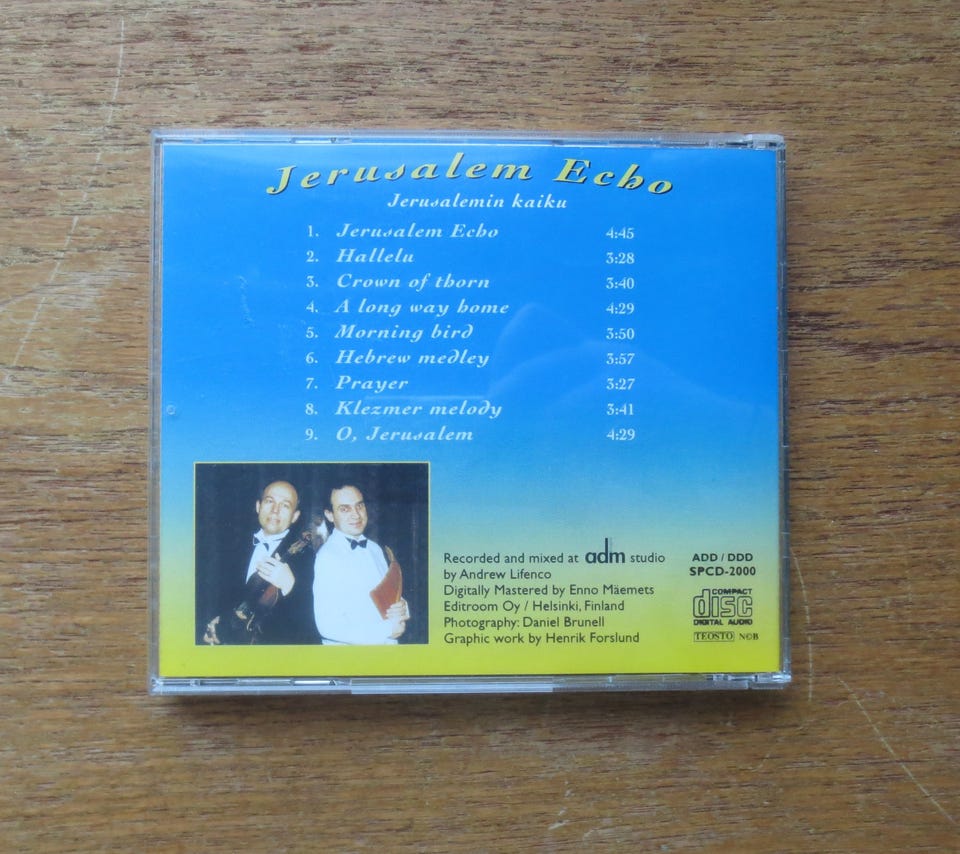 Jerusalem Echo
Jerusalemin kaiku
1. Jerusalem Echo 4:45
2. Hallelu 3:28
3. Crown of thorn 3:40
4. A long way home 4:29
5. Morning bird 3:50
6. Hebrew medley 3:57
7. Prayer 3:27
8. Klezmer melody 3:41
9. O, Jerusalem 4:29
Recorded and mixed at adm studio
by Andrew Lifenco
Digitally Mastered by Enno Mäemets
Editroom Oy / Helsinki, Finland
Photography: Daniel Brunell
Graphic work by Henrik Forslund
ADD / DDD
SPCD-2000
COMPACT
disc
DIGITAL AUDIO
TEOSTO NCB